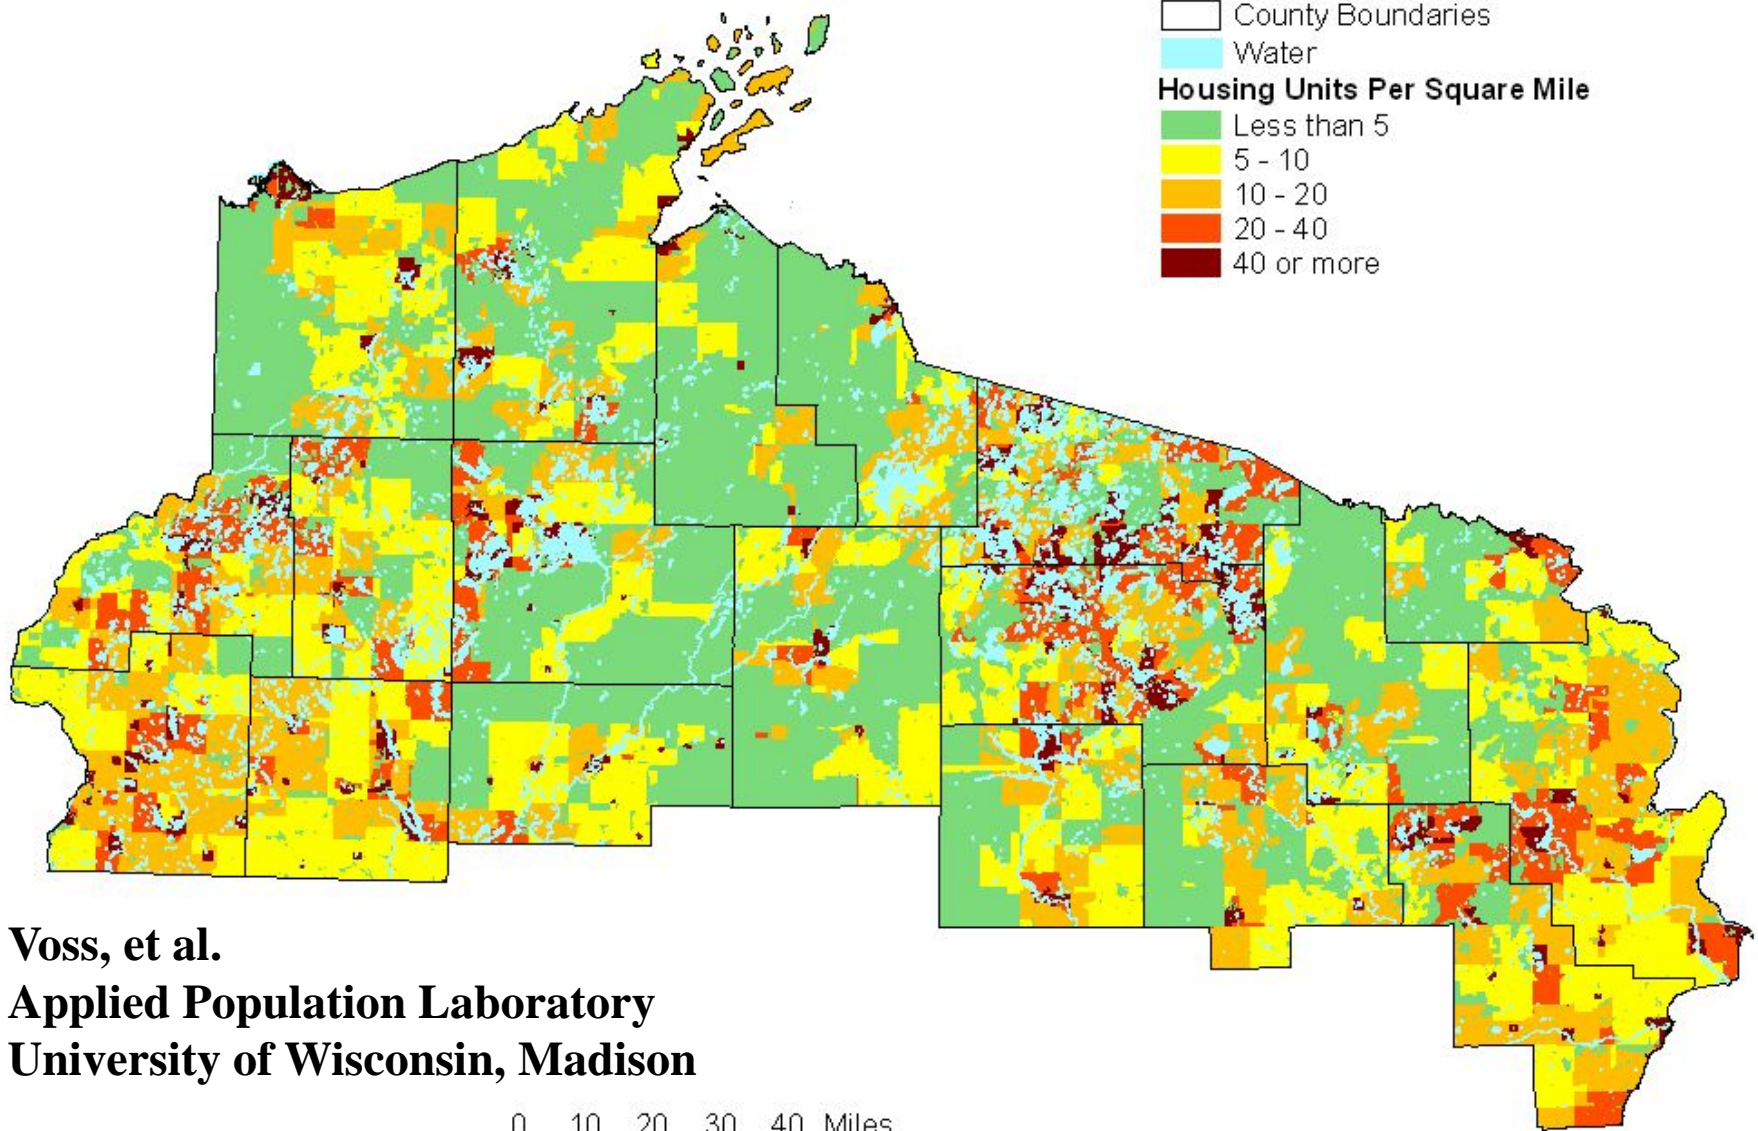 County Boundaries
Water
Housing Units Per Square Mile
Less than 5
5 - 10
10 - 20
20 - 40
40 or more
Voss, et al.
Applied Population Laboratory
University of Wisconsin, Madison
0 10 20 30 40 Miles